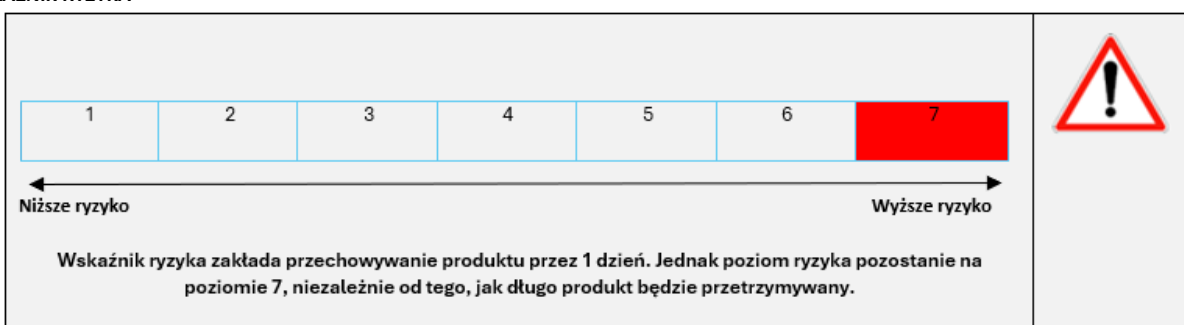 1 2 3 4 5 6 7
Niższe ryzyko Wyższe ryzyko
Wskaźnik ryzyka zakłada przechowywanie produktu przez 1 dzień. Jednak poziom ryzyka pozostanie na
poziomie 7, niezależnie od tego, jak długo produkt będzie przetrzymywany.